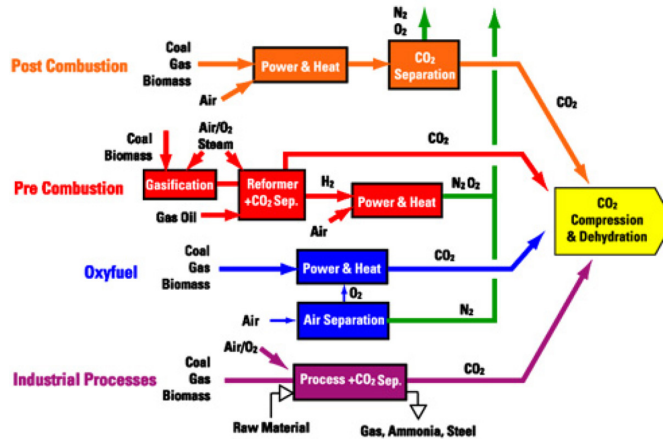 N₂
O₂
Post Combustion
Coal
Gas
Biomass
Air
Power & Heat
CO₂
Separation
CO₂
Coal
Biomass
Air/O₂
Steam
CO₂
Pre Combustion
Gasification
Reformer
+CO₂ Sep.
H₂
Power & Heat
N₂ O₂
Gas Oil
Air
CO₂
Compression
& Dehydration
Oxyfuel
Coal
Gas
Biomass
Power & Heat
CO₂
O₂
Air
Air Separation
N₂
Air/O₂
Industrial Processes
Coal
Gas
Biomass
Process +CO₂ Sep.
CO₂
Raw Material
Gas, Ammonia, Steel